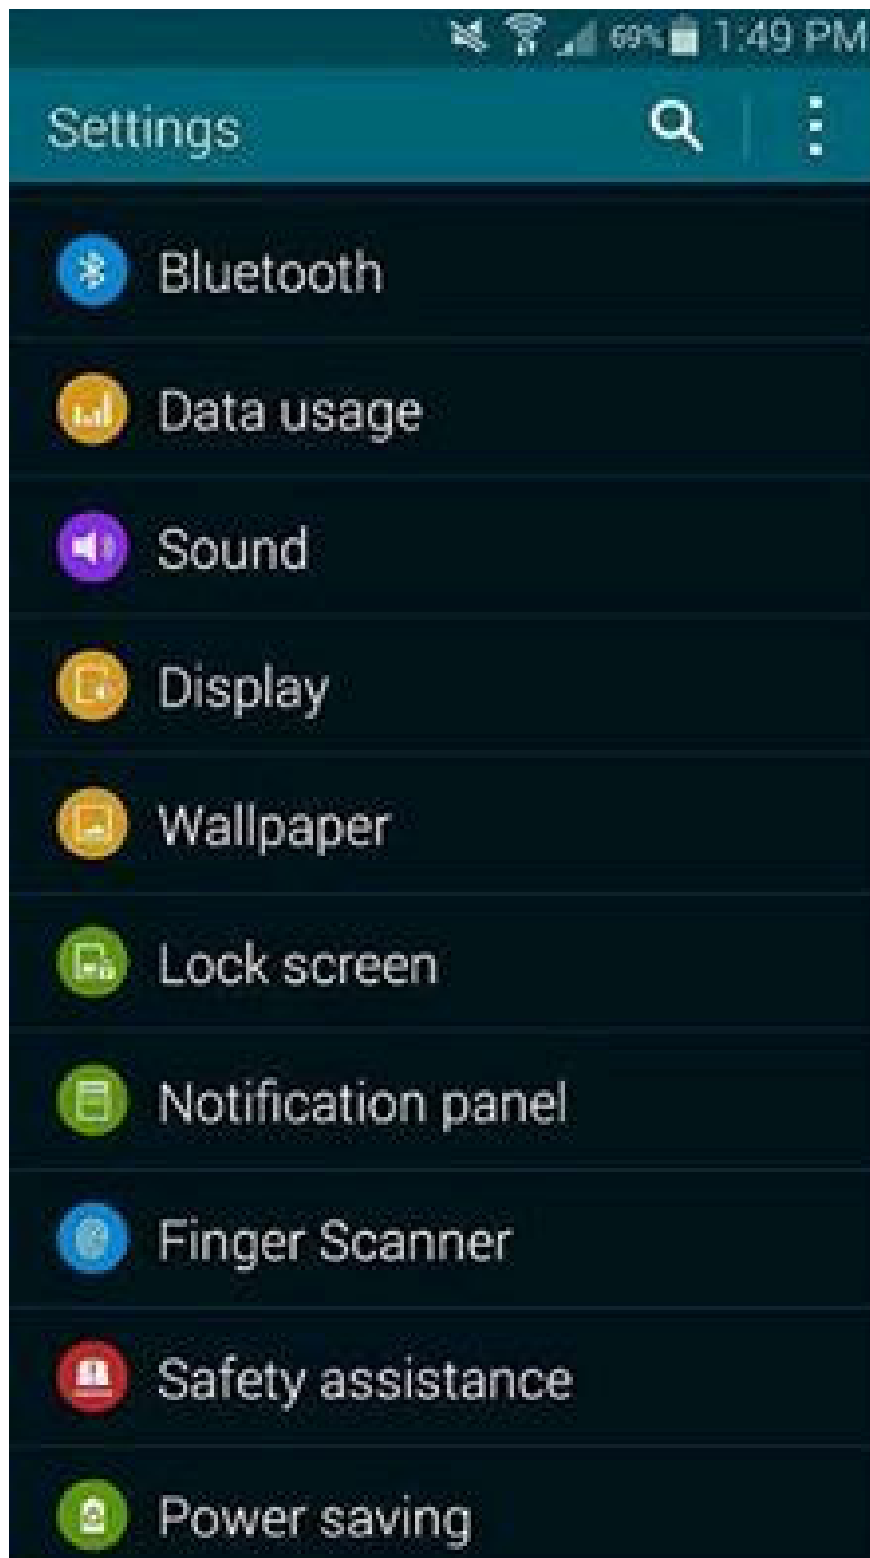 69% 1:49 PM
Settings
Bluetooth
Data usage
Sound
Display
Wallpaper
Lock screen
Notification panel
Finger Scanner
Safety assistance
Power saving